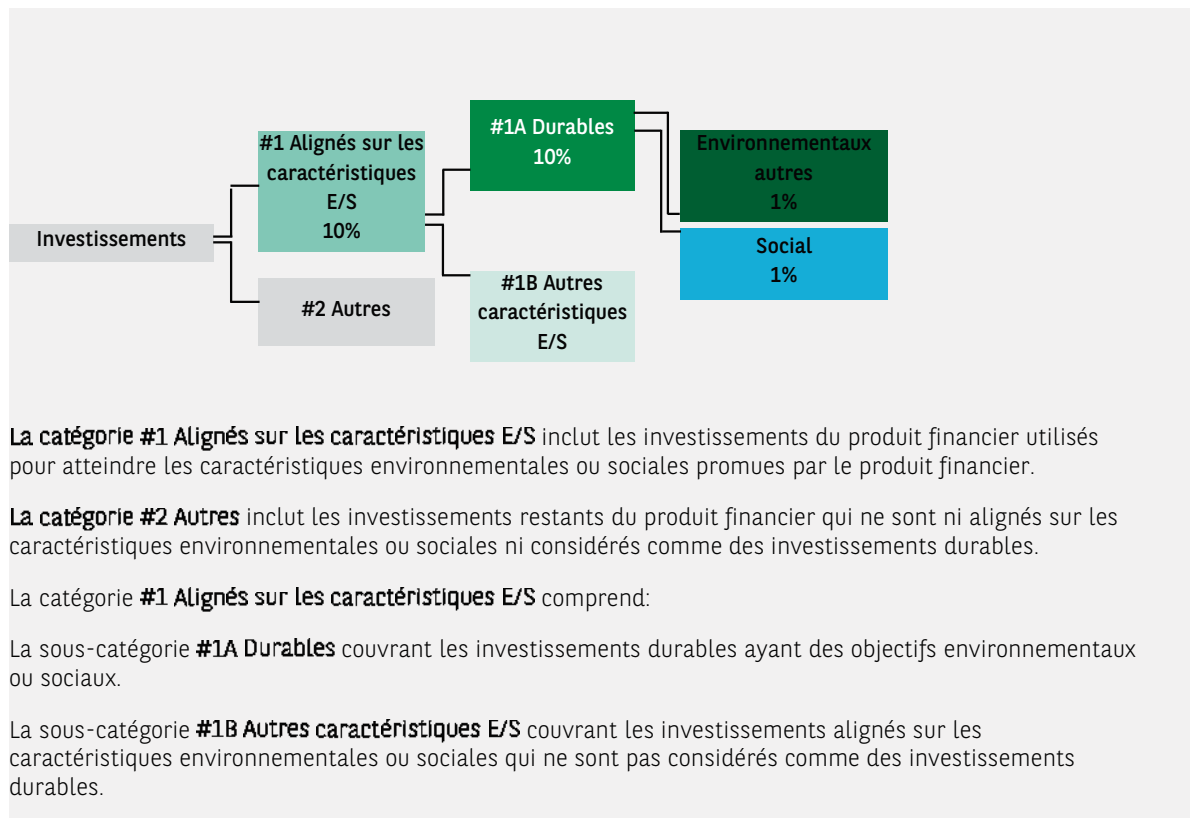 Investissements
#1 Alignés sur les
caractéristiques
E/S
10%
#2 Autres
#1A Durables
10%
#1B Autres
caractéristiques
E/S
Environnementaux
autres
1%
Social
1%
La catégorie #1 Alignés sur les caractéristiques E/S inclut les investissements du produit financier utilisés
pour atteindre les caractéristiques environnementales ou sociales promues par le produit financier.
La catégorie #2 Autres inclut les investissements restants du produit financier qui ne sont ni alignés sur les
caractéristiques environnementales ou sociales ni considérés comme des investissements durables.
La catégorie #1 Alignés sur les caractéristiques E/S comprend:
La sous-catégorie #1A Durables couvrant les investissements durables ayant des objectifs environnementaux
ou sociaux.
La sous-catégorie #1B Autres caractéristiques E/S couvrant les investissements alignés sur les
caractéristiques environnementales ou sociales qui ne sont pas considérés comme des investissements
durables.